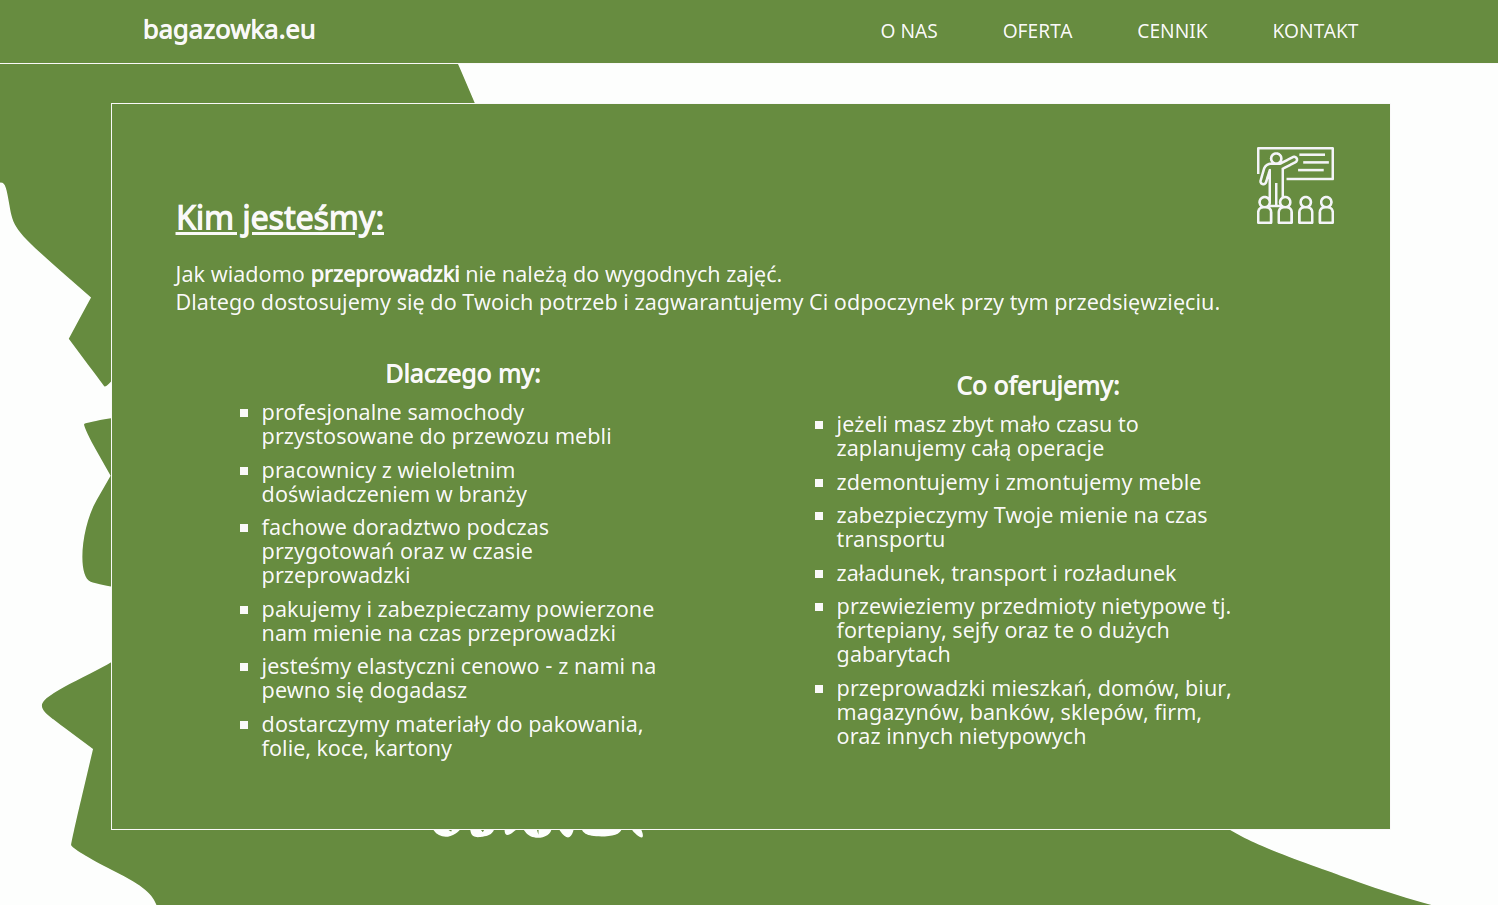 bagazowka.eu
O NAS
OFERTA
CENNIK
KONTAKT
Kim jesteśmy:
Jak wiadomo przeprowadzki nie należą do wygodnych zajęć.
Dlatego dostosujemy się do Twoich potrzeb i zagwarantujemy Ci odpoczynek przy tym przedsięwzięciu.
Dlaczego my:
profesjonalne samochody
przystosowane do przewozu mebli
pracownicy z wieloletnim
doświadczeniem w branży
fachowe doradztwo podczas
przygotowań oraz w czasie
przeprowadzki
pakujemy i zabezpieczamy powierzone
nam mienie na czas przeprowadzki
jesteśmy elastyczni cenowo - z nami na
pewno się dogadasz
dostarczymy materiały do pakowania,
folie, koce, kartony
Co oferujemy:
jeżeli masz zbyt mało czasu to
zaplanujemy całą operacje
zdemontujemy i zmontujemy meble
zabezpieczymy Twoje mienie na czas
transportu
załadunek, transport i rozładunek
przewieziemy przedmioty nietypowe tj.
fortepiany, sejfy oraz te o dużych
gabarytach
przeprowadzki mieszkań, domów, biur,
magazynów, banków, sklepów, firm,
oraz innych nietypowych